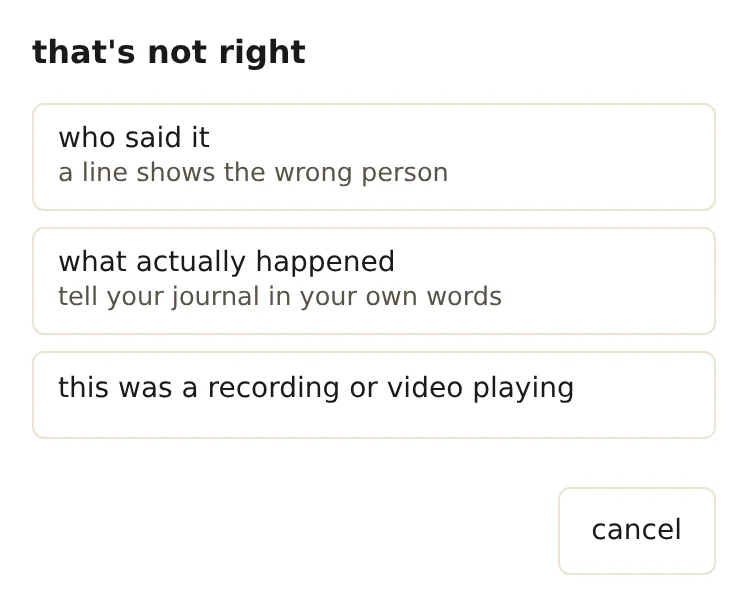 that's not right
who said it
a line shows the wrong person
what actually happened
tell your journal in your own words
this was a recording or video playing
cancel